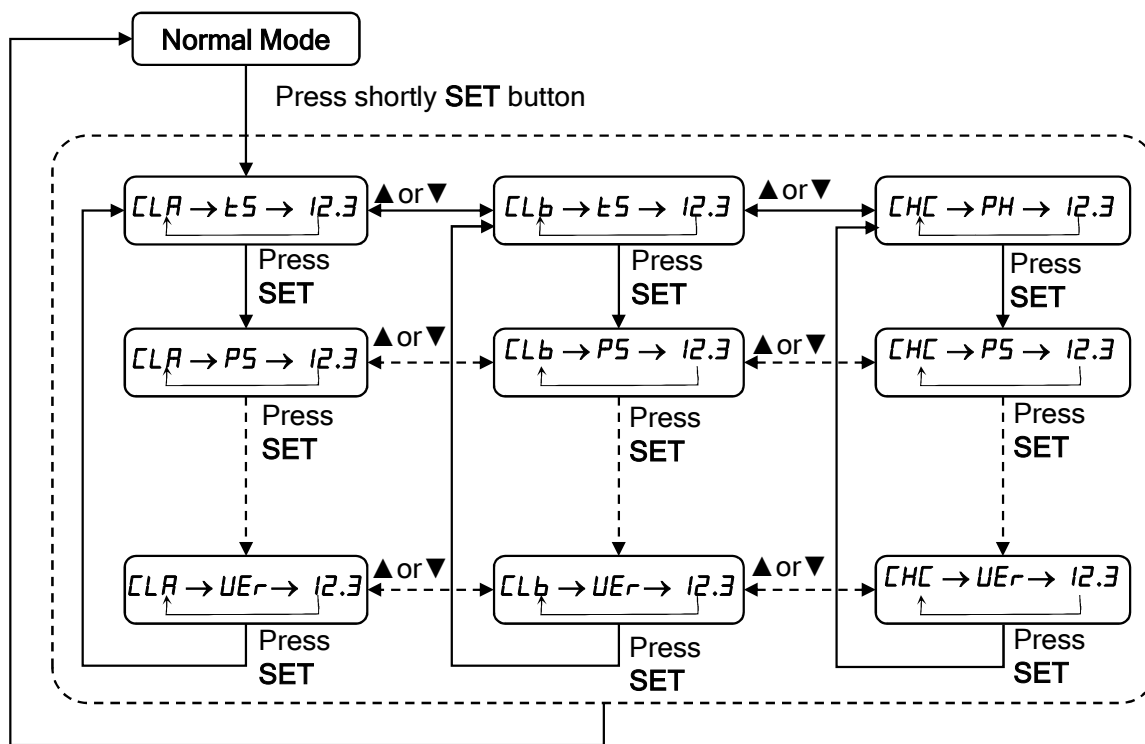 Normal Mode
Press shortly SET button
CLA → tS → 12.3
▲ or ▼
CLb → tS → 12.3
▲ or ▼
CHC → PH → 12.3
Press
SET
Press
SET
Press
SET
CLA → PS → 12.3
▲ or ▼
CLb → PS → 12.3
▲ or ▼
CHC → PS → 12.3
Press
SET
Press
SET
Press
SET
CLA → UEr → 12.3
▲ or ▼
CLb → UEr → 12.3
▲ or ▼
CHC → UEr → 12.3
Press
SET
Press
SET
Press
SET